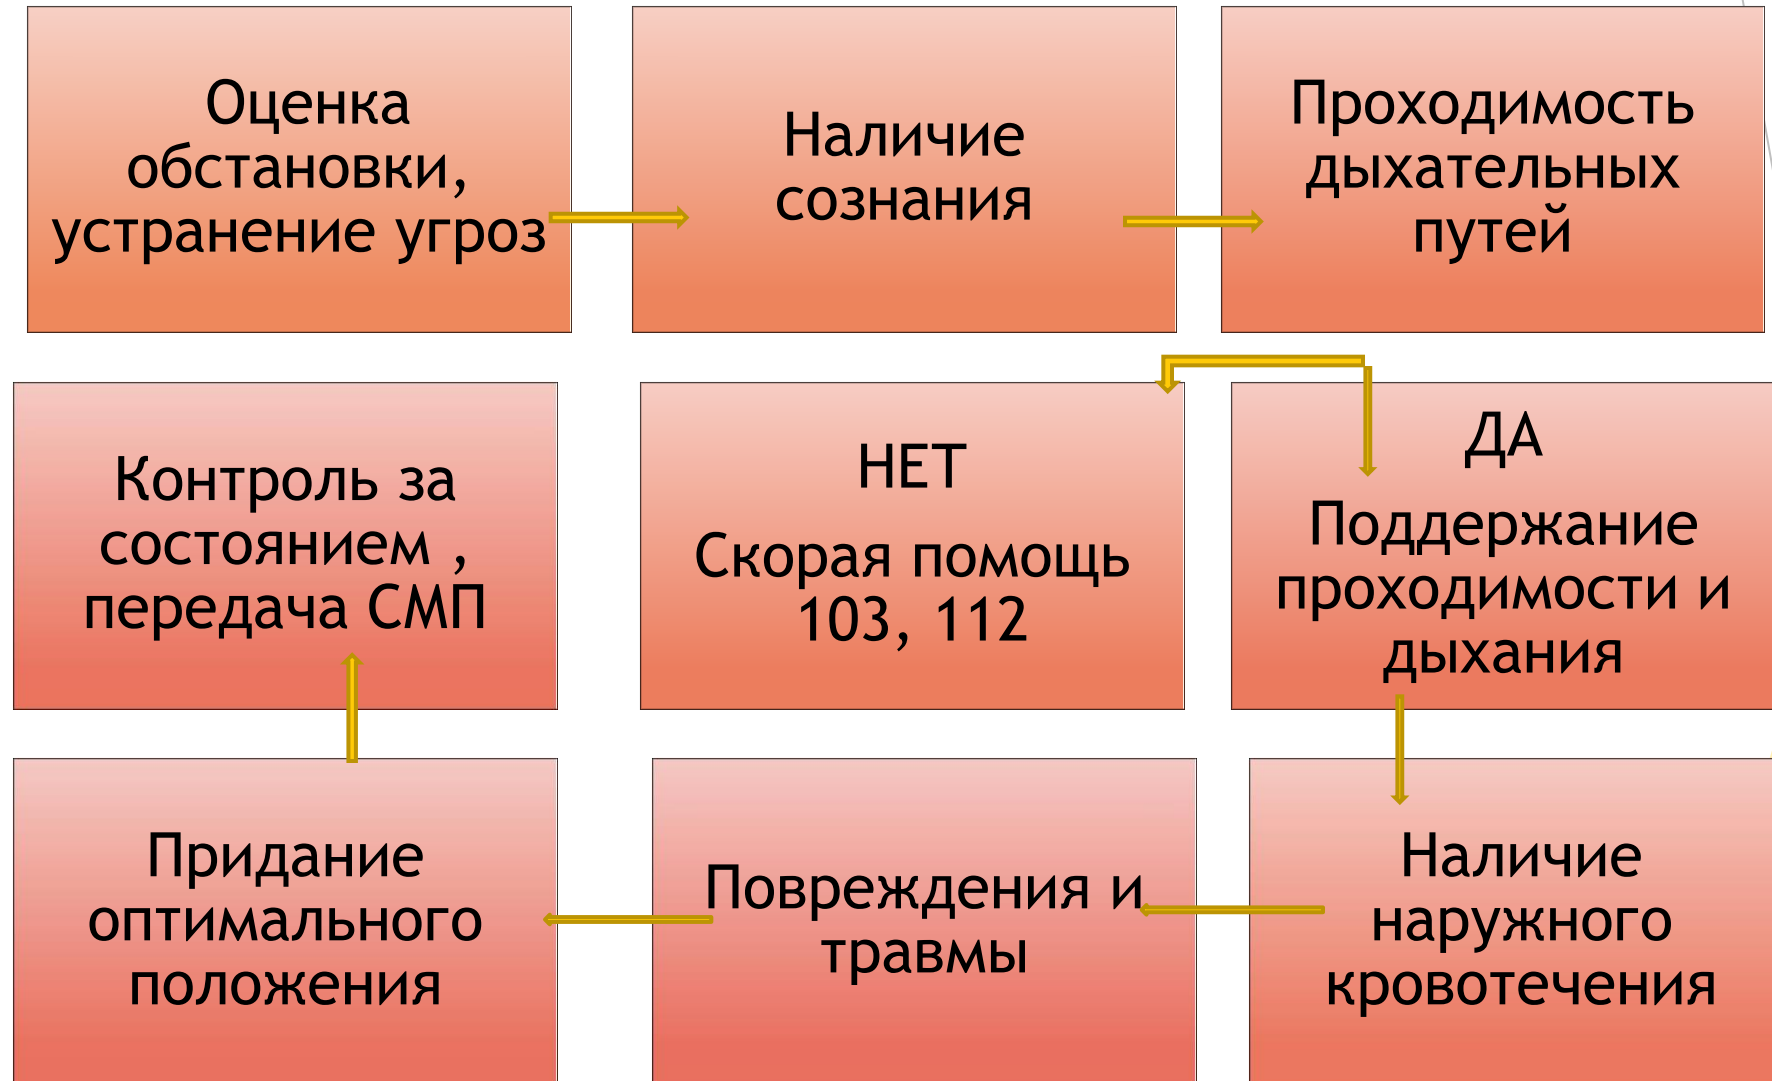 Оценка
обстановки,
устранение угроз
Наличие
сознания
Проходимость
дыхательных
путей
Контроль за
состоянием ,
передача СМП
НЕТ
Скорая помощь
103, 112
ДА
Поддержание
проходимости и
дыхания
Придание
оптимального
положения
Повреждения и
травмы
Наличие
наружного
кровотечения